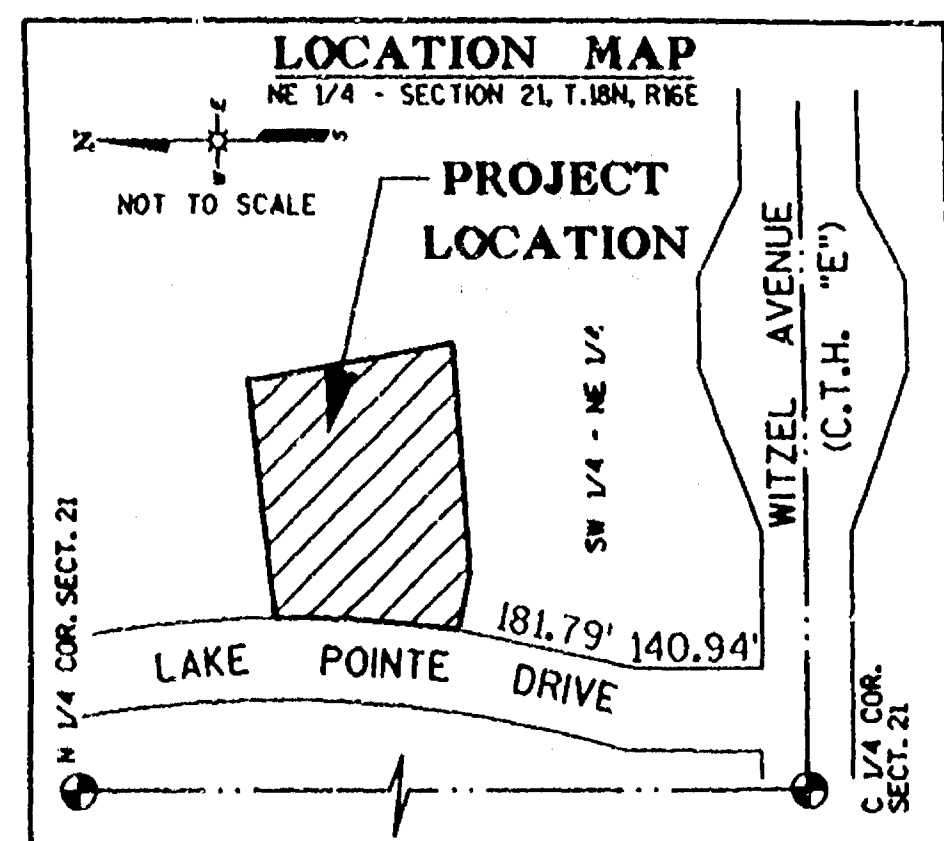 LOCATION MAP
NE 1/4 - SECTION 21, T.18N, R16E
N
E
S
W
NOT TO SCALE
PROJECT
LOCATION
WITZEL AVENUE
(C.T.H. "E")
SW 1/4 - NE 1/4
N 1/4 COR. SECT. 21
181.79'
140.94'
LAKE POINTE DRIVE
C 1/4 COR.
SECT. 21